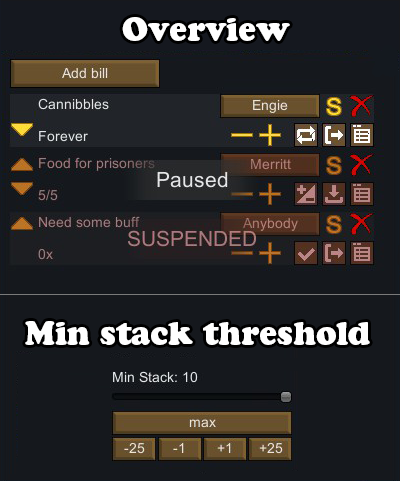 Overview
Add bill
Cannibbles Engie S
Forever
Food for prisoners Merritt S
Paused
5/5
Need some buff Anybody S
SUSPENDED
0x
Min stack threshold
Min Stack: 10
max
-25 -1 +1 +25